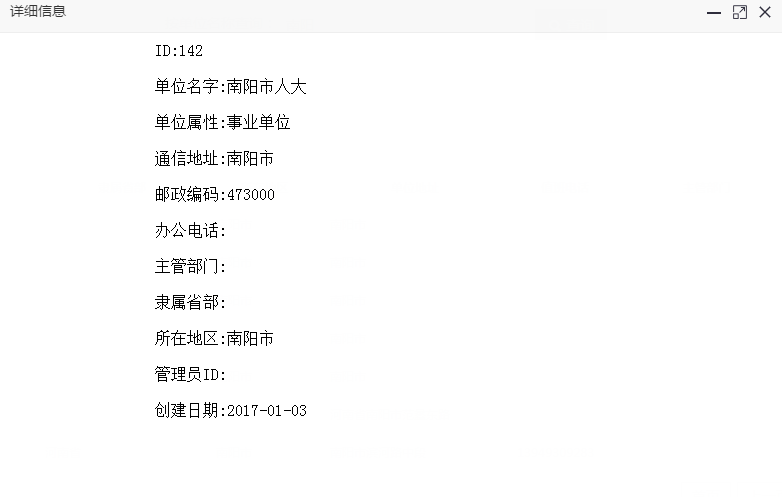 详细信息
ID:142
单位名字:南阳市人大
单位属性:事业单位
通信地址:南阳市
邮政编码:473000
办公电话:
主管部门:
隶属省部:
所在地区:南阳市
管理员ID:
创建日期:2017-01-03